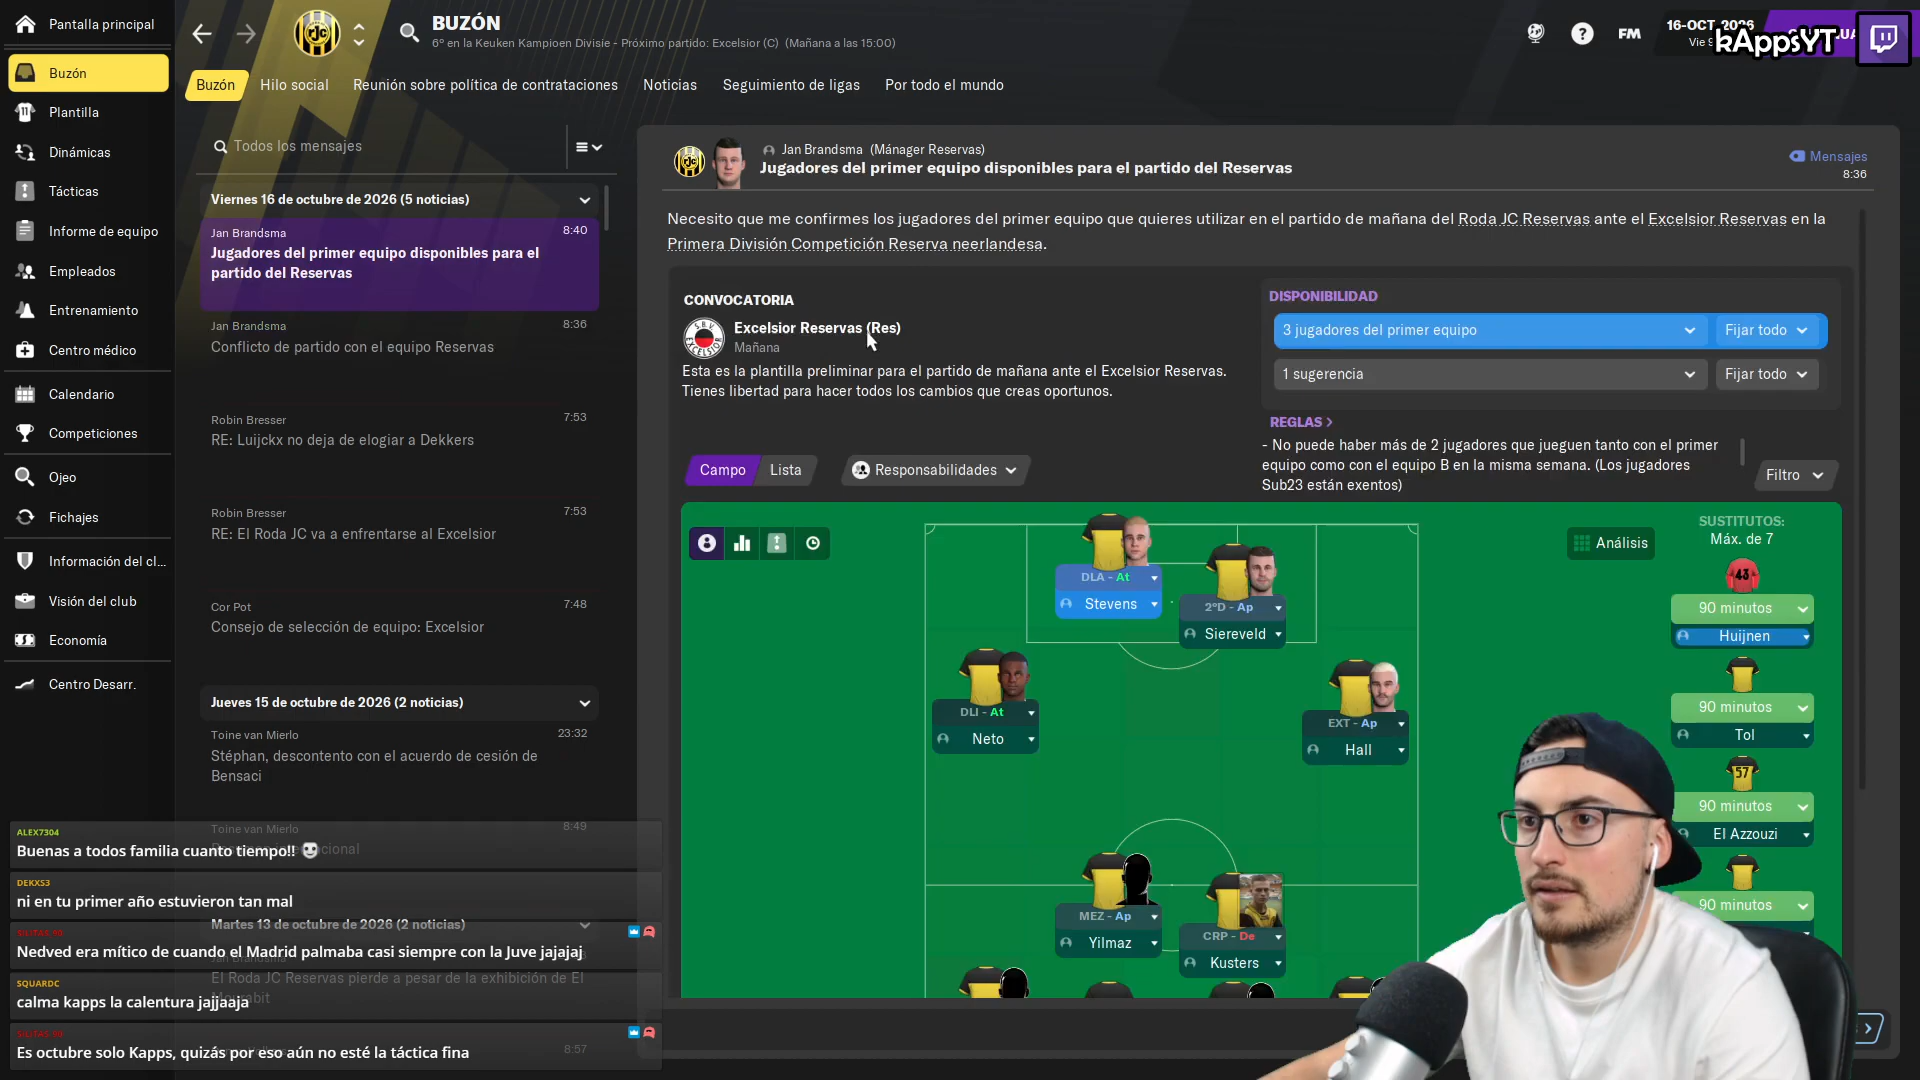 Pantalla principal
Buzón
Plantilla
Dinámicas
Tácticas
Informe de equipo
Empleados
Entrenamiento
Centro médico
Calendario
Competiciones
Ojeo
Fichajes
Información del cl...
Visión del club
Economía
Centro Desarr.
BUZÓN
6º en la Keuken Kampioen Divisie - Próximo partido: Excelsior (C) (Mañana a las 15:00)
FM
16-OCT 2026
Vie
kAppsYT
Buzón
Hilo social
Reunión sobre política de contrataciones
Noticias
Seguimiento de ligas
Por todo el mundo
Todos los mensajes
Viernes 16 de octubre de 2026 (5 noticias)
Jan Brandsma 8:40
Jugadores del primer equipo disponibles para el
partido del Reservas
Jan Brandsma 8:36
Conflicto de partido con el equipo Reservas
Robin Bresser 7:53
RE: Luijckx no deja de elogiar a Dekkers
Robin Bresser 7:53
RE: El Roda JC va a enfrentarse al Excelsior
Cor Pot 7:48
Consejo de selección de equipo: Excelsior
Jueves 15 de octubre de 2026 (2 noticias)
Toine van Mierlo 23:32
Stéphan, descontento con el acuerdo de cesión de
Bensaci
Toine van Mierlo 8:49
ALEX7304
Buenas a todos familia cuanto tiempo!!
DEKXS3
ni en tu primer año estuvieron tan mal
Martes 13 de octubre de 2026 (2 noticias)
Nedved era mítico de cuando el Madrid palmaba casi siempre con la Juve jajajaj
El Roda JC Reservas pierde a pesar de la exhibición de El
SQUARDC
calma kapps la calentura jajjaaja
Es octubre solo Kapps, quizás por eso aún no esté la táctica fina
8:57
Jan Brandsma (Mánager Reservas)
Jugadores del primer equipo disponibles para el partido del Reservas
Mensajes
8:36
Necesito que me confirmes los jugadores del primer equipo que quieres utilizar en el partido de mañana del Roda JC Reservas ante el Excelsior Reservas en la
Primera División Competición Reserva neerlandesa.
CONVOCATORIA
Excelsior Reservas (Res)
Mañana
Esta es la plantilla preliminar para el partido de mañana ante el Excelsior Reservas.
Tienes libertad para hacer todos los cambios que creas oportunos.
DISPONIBILIDAD
3 jugadores del primer equipo
Fijar todo
1 sugerencia
Fijar todo
REGLAS >
- No puede haber más de 2 jugadores que jueguen tanto con el primer
equipo como con el equipo B en la misma semana. (Los jugadores
Sub23 están exentos)
Filtro
Campo
Lista
Responsabilidades
Análisis
SUSTITUTOS:
Máx. de 7
DLA - At
Stevens
2ºD - Ap
Siereveld
DLI - At
Neto
EXT - Ap
Hall
MEZ - Ap
Yilmaz
CRP - De
Kusters
43
90 minutos
Huijnen
90 minutos
Tol
57
90 minutos
El Azzouzi
90 minutos